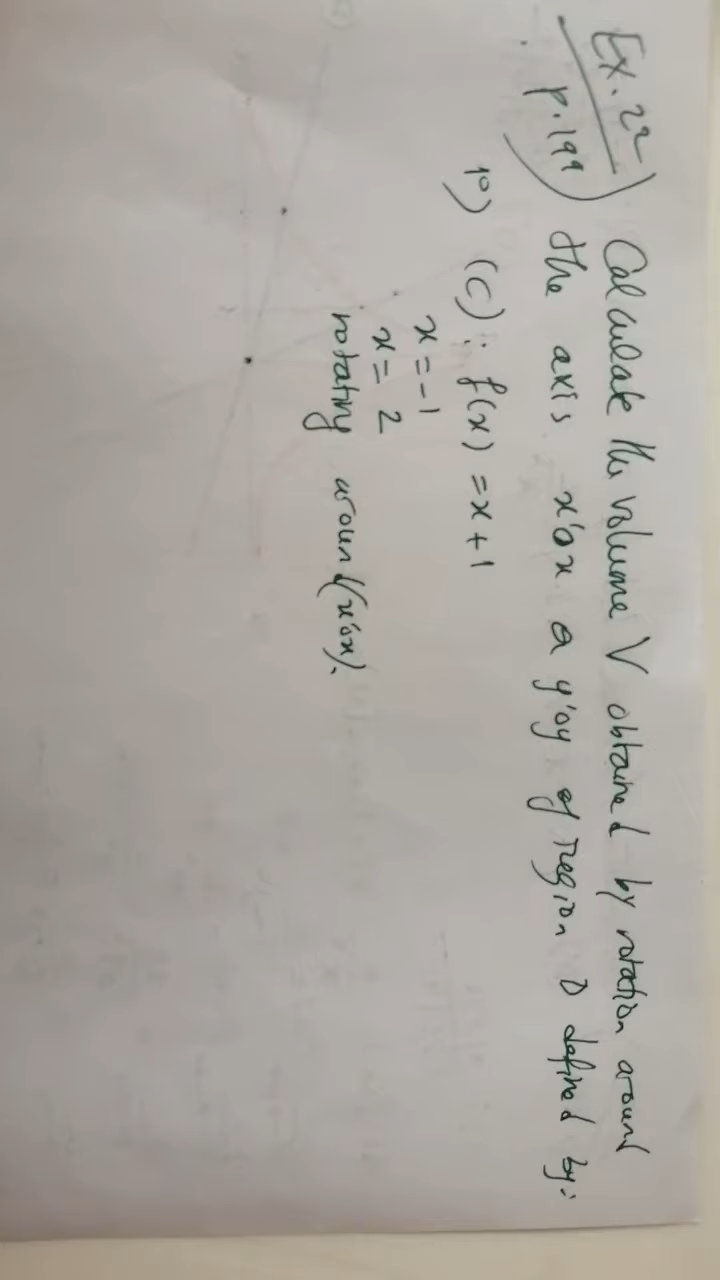 Ex. 22
p.199) Calculate the volume V obtained by rotation around
the axis x'ox a y'oy of region D defined by:
1°) (C): f(x) = x + 1
x = -1
x = 2
rotating around (x'ox).